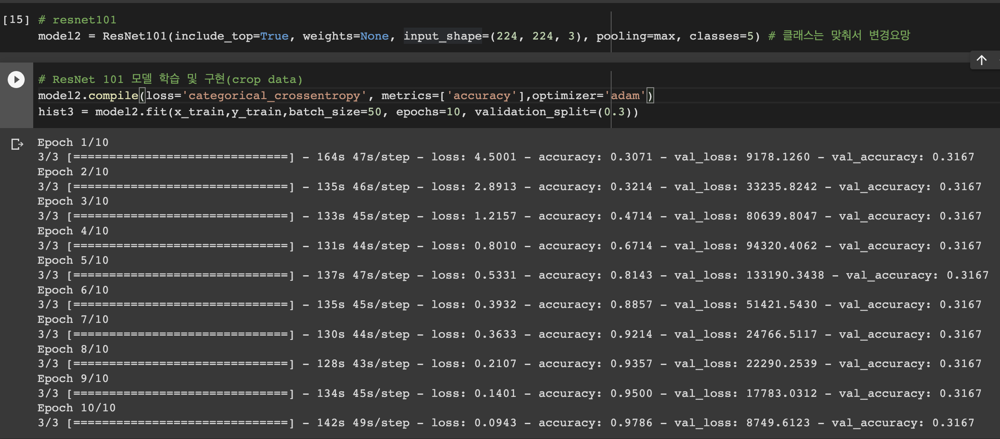 [15] # resnet101
model2 = ResNet101(include_top=True, weights=None, input_shape=(224, 224, 3), pooling=max, classes=5) # 클래스는 맞춰서 변경요망
# ResNet 101 모델 학습 및 구현(crop data)
model2.compile(loss='categorical_crossentropy', metrics=['accuracy'],optimizer='adam')
hist3 = model2.fit(x_train,y_train,batch_size=50, epochs=10, validation_split=(0.3))
Epoch 1/10
3/3 [==============================] - 164s 47s/step - loss: 4.5001 - accuracy: 0.3071 - val_loss: 9178.1260 - val_accuracy: 0.3167
Epoch 2/10
3/3 [==============================] - 135s 46s/step - loss: 2.8913 - accuracy: 0.3214 - val_loss: 33235.8242 - val_accuracy: 0.3167
Epoch 3/10
3/3 [==============================] - 133s 45s/step - loss: 1.2157 - accuracy: 0.4714 - val_loss: 80639.8047 - val_accuracy: 0.3167
Epoch 4/10
3/3 [==============================] - 131s 44s/step - loss: 0.8010 - accuracy: 0.6714 - val_loss: 94320.4062 - val_accuracy: 0.3167
Epoch 5/10
3/3 [==============================] - 137s 47s/step - loss: 0.5331 - accuracy: 0.8143 - val_loss: 133190.3438 - val_accuracy: 0.3167
Epoch 6/10
3/3 [==============================] - 135s 45s/step - loss: 0.3932 - accuracy: 0.8857 - val_loss: 51421.5430 - val_accuracy: 0.3167
Epoch 7/10
3/3 [==============================] - 130s 44s/step - loss: 0.3633 - accuracy: 0.9214 - val_loss: 24766.5117 - val_accuracy: 0.3167
Epoch 8/10
3/3 [==============================] - 128s 43s/step - loss: 0.2107 - accuracy: 0.9357 - val_loss: 22290.2539 - val_accuracy: 0.3167
Epoch 9/10
3/3 [==============================] - 134s 45s/step - loss: 0.1401 - accuracy: 0.9500 - val_loss: 17783.0312 - val_accuracy: 0.3167
Epoch 10/10
3/3 [==============================] - 142s 49s/step - loss: 0.0943 - accuracy: 0.9786 - val_loss: 8749.6123 - val_accuracy: 0.3167